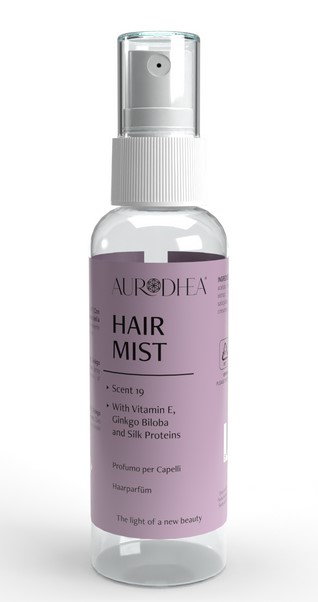 AURODHEA
HAIR
MIST
Scent 19
With Vitamin E,
Ginkgo Biloba
and Silk Proteins
Profumo per Capelli
Haarparfüm
The light of a new beauty